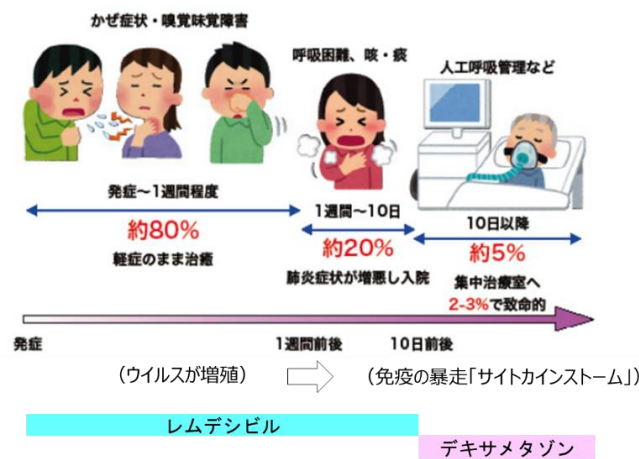 かぜ症状・嗅覚味覚障害
呼吸困難、咳・痰
人工呼吸管理など
発症～1週間程度
約80%
軽症のまま治癒
1週間～10日
約20%
肺炎症状が増悪し入院
10日以降
約5%
集中治療室へ
2-3%で致命的
発症
1週間前後
10日前後
（ウイルスが増殖）
（免疫の暴走「サイトカインストーム」）
レムデシビル
デキサメタゾン